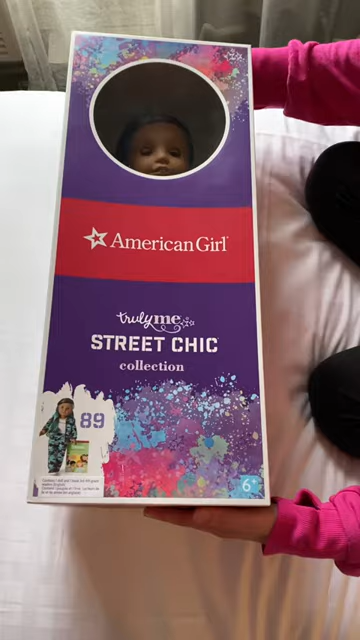 American Girl
truly me
STREET CHIC
collection
89
6+